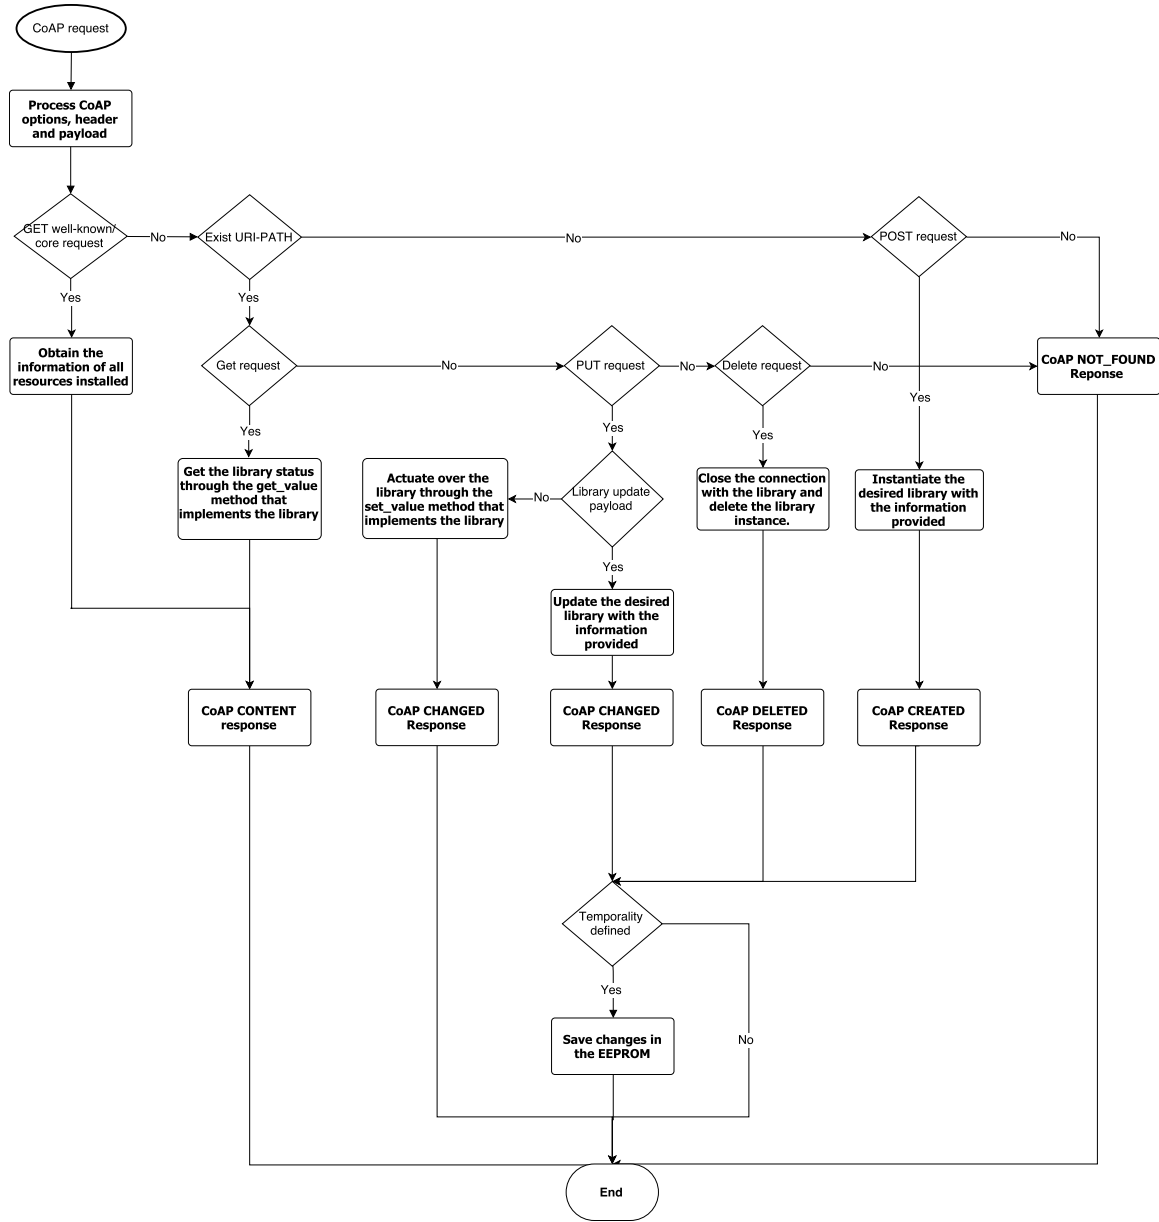 CoAP request
Process CoAP
options, header
and payload
GET well-known/
core request
No
Exist URI-PATH
No
POST request
No
Yes
Yes
Obtain the
information of all
resources installed
Get request
No
PUT request
No
Delete request
No
CoAP NOT_FOUND
Reponse
Yes
Yes
Yes
Yes
Get the library status
through the get_value
method that
implements the library
Actuate over the
library through the
set_value method that
implements the library
No
Library update
payload
Close the connection
with the library and
delete the library
instance.
Instantiate the
desired library with
the information
provided
Yes
Update the desired
library with the
information
provided
CoAP CONTENT
response
CoAP CHANGED
Response
CoAP CHANGED
Response
CoAP DELETED
Response
CoAP CREATED
Response
Temporality
defined
Yes
No
Save changes in
the EEPROM
End